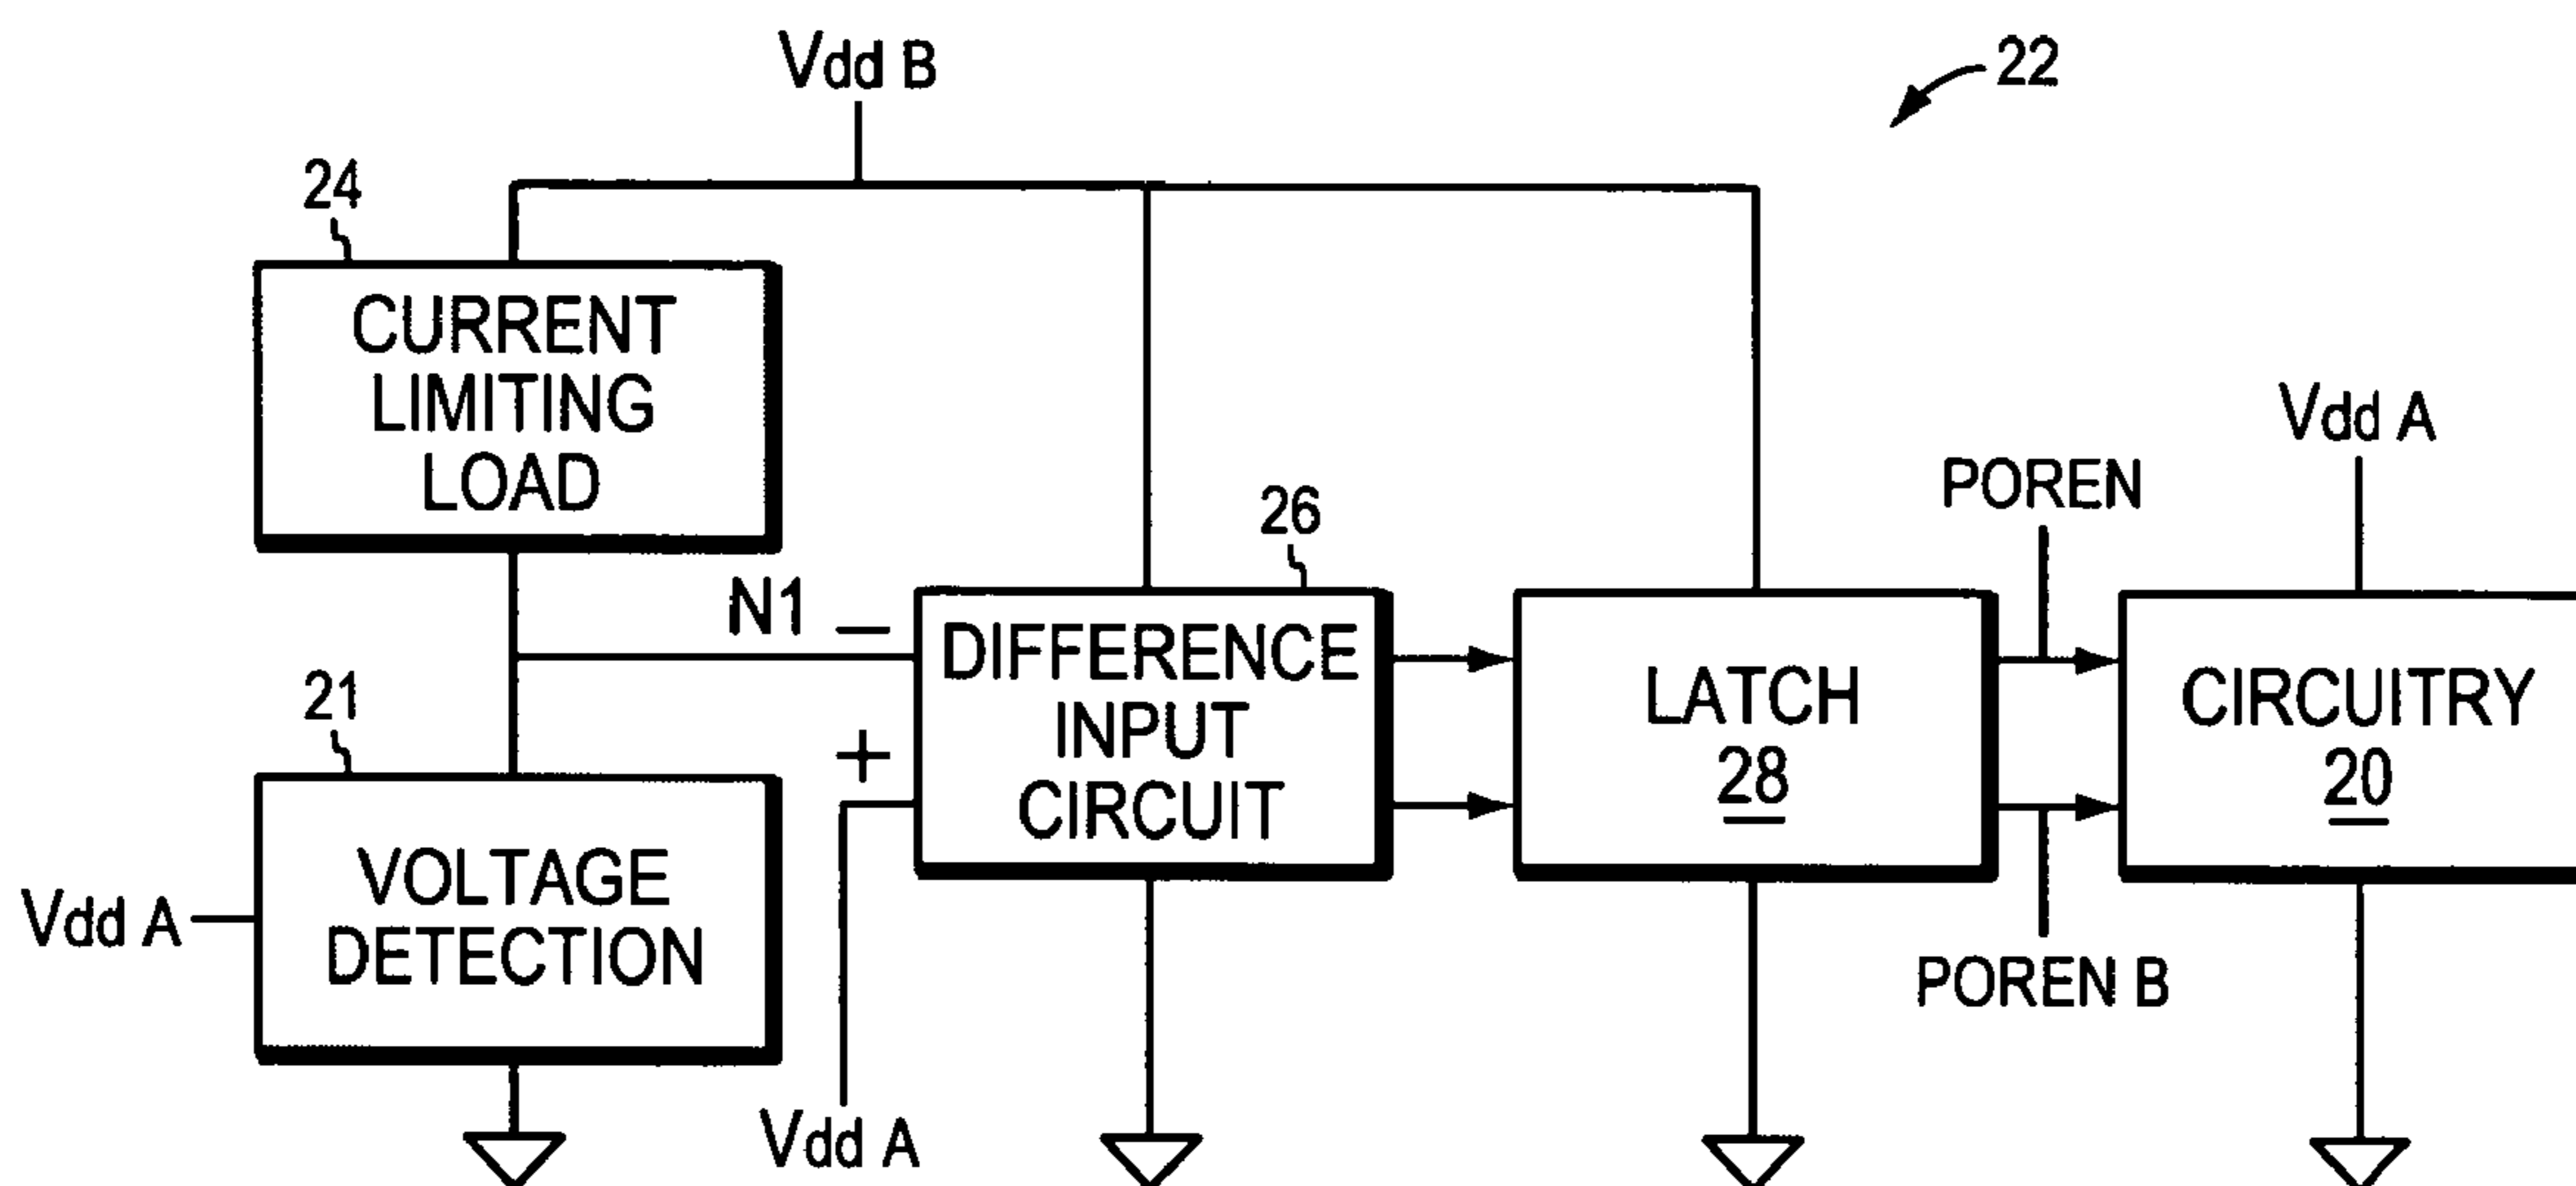 Vdd B
22
24
CURRENT
LIMITING
LOAD
Vdd A
POREN
26
N1 −
DIFFERENCE
INPUT
CIRCUIT
LATCH
28
CIRCUITRY
20
21
+
VOLTAGE
DETECTION
Vdd A
POREN B
Vdd A